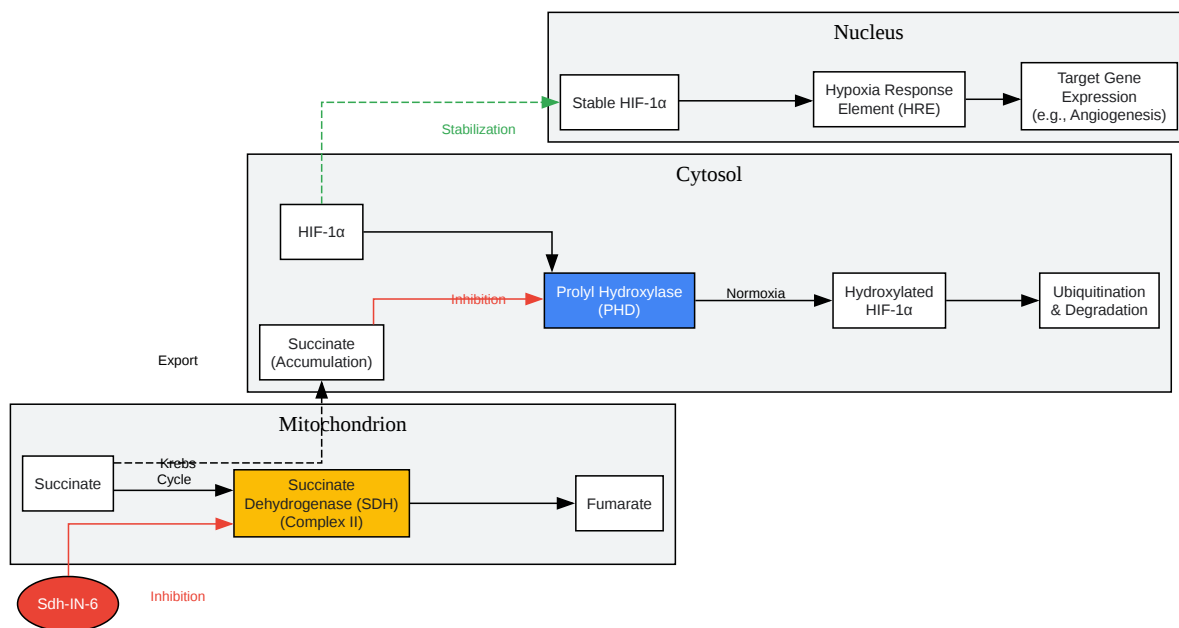 Nucleus
Stable HIF-1α
Hypoxia Response
Element (HRE)
Target Gene
Expression
(e.g., Angiogenesis)
Stabilization
Cytosol
HIF-1α
Inhibition
Prolyl Hydroxylase
(PHD)
Normoxia
Hydroxylated
HIF-1α
Ubiquitination
& Degradation
Succinate
(Accumulation)
Export
Mitochondrion
Succinate
Krebs
Cycle
Succinate
Dehydrogenase (SDH)
(Complex II)
Fumarate
Sdh-IN-6
Inhibition